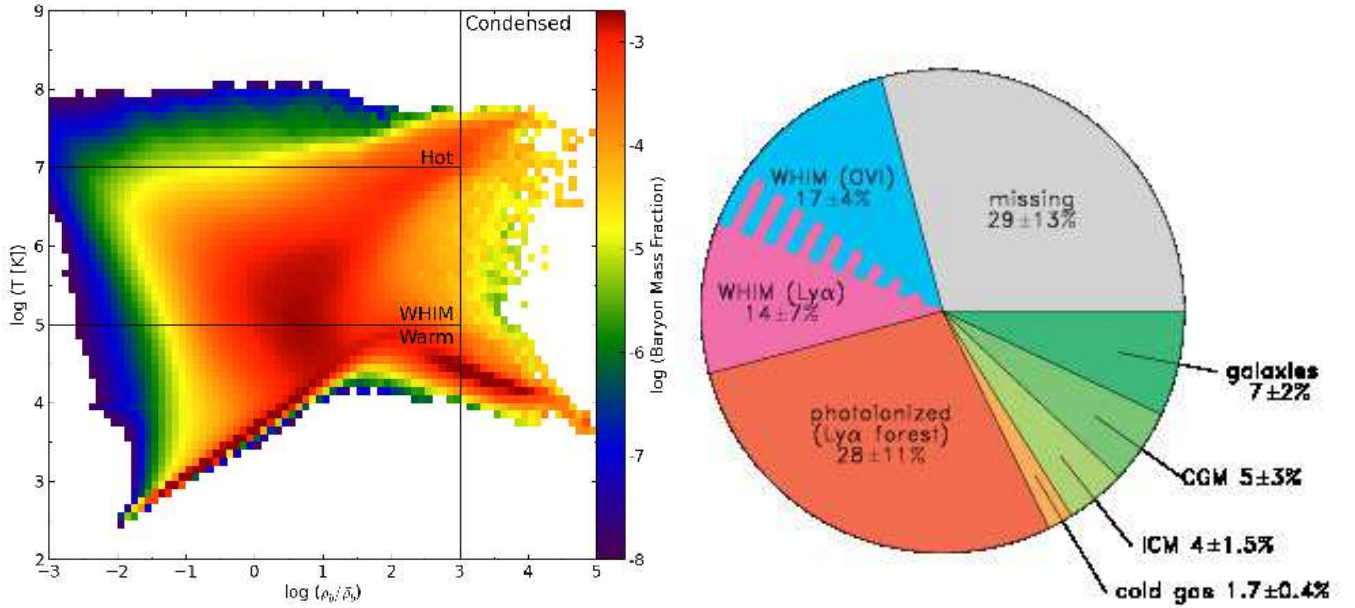 9
8
7
6
5
4
3
2
log (T [K])
Condensed
Hot
WHIM
Warm
−3
−2
−1
0
1
2
3
4
5
log (ρ_b/ρ̄_b)
-3
-4
-5
-6
-7
-8
log (Baryon Mass Fraction)
WHIM (OVI)
17±4%
missing
29±13%
WHIM (Lyα)
14±7%
photoionized
(Lyα forest)
28±11%
galaxies
7±2%
CGM 5±3%
ICM 4±1.5%
cold gas 1.7±0.4%